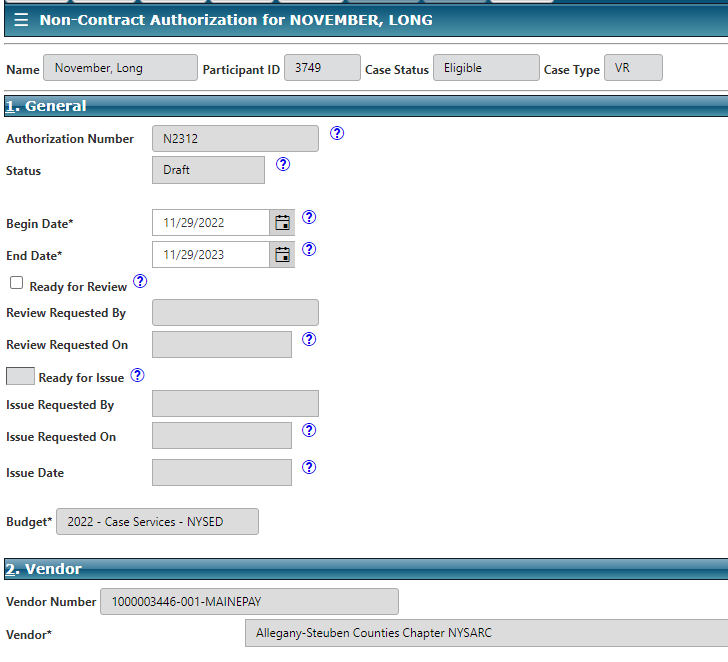 ☰ Non-Contract Authorization for NOVEMBER, LONG
Name November, Long Participant ID 3749 Case Status Eligible Case Type VR
1. General
Authorization Number N2312 ?
Status Draft ?
Begin Date* 11/29/2022 ?
End Date* 11/29/2023 ?
Ready for Review ?
Review Requested By
Review Requested On ?
Ready for Issue ?
Issue Requested By
Issue Requested On ?
Issue Date ?
Budget* 2022 - Case Services - NYSED
2. Vendor
Vendor Number 1000003446-001-MAINEPAY
Vendor* Allegany-Steuben Counties Chapter NYSARC